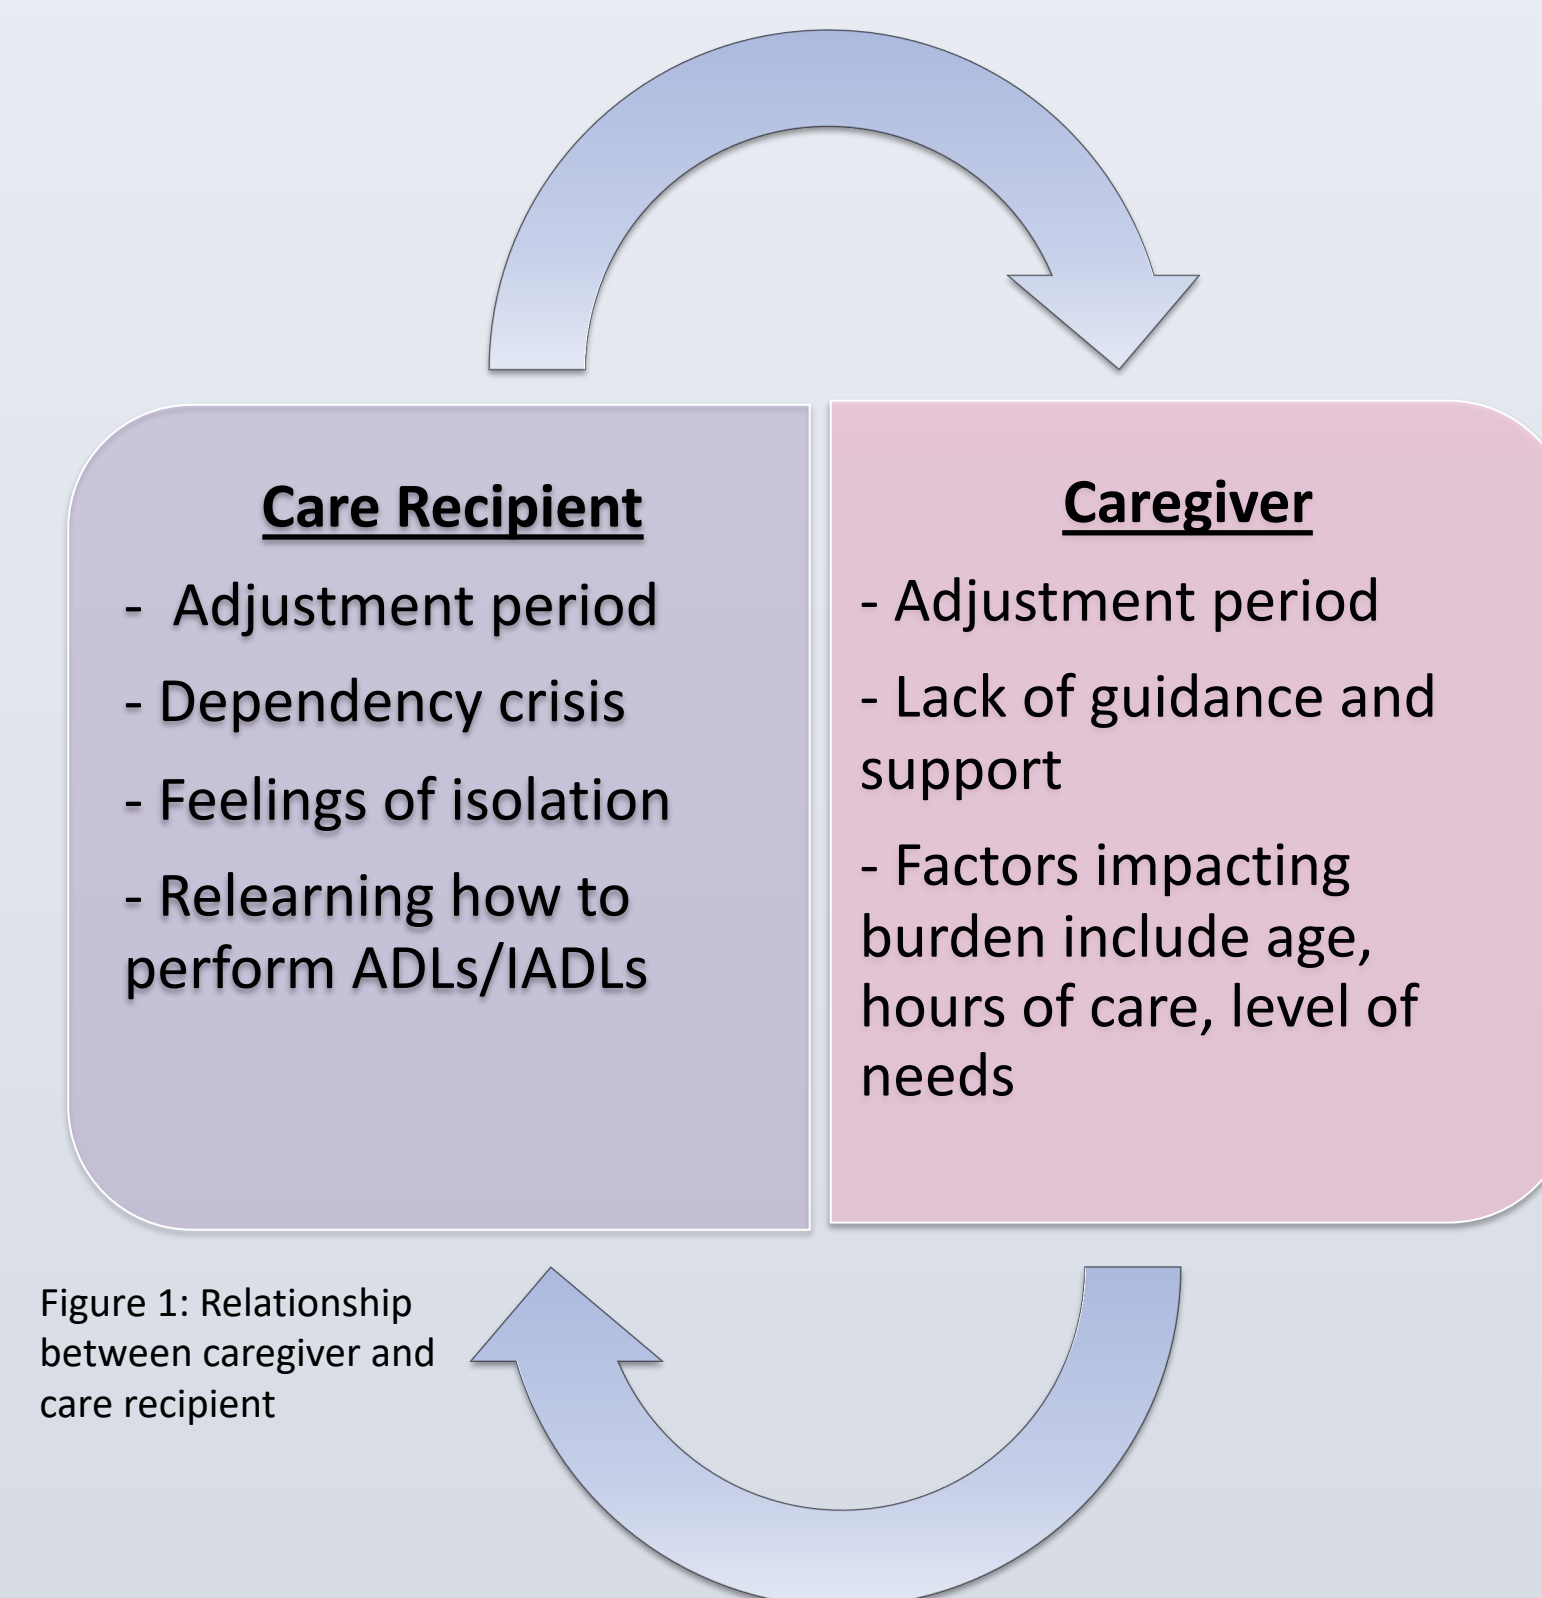 Care Recipient
-  Adjustment period
- Dependency crisis
- Feelings of isolation
- Relearning how to
perform ADLs/IADLs
Caregiver
- Adjustment period
- Lack of guidance and
support
- Factors impacting
burden include age,
hours of care, level of
needs
Figure 1: Relationship
between caregiver and
care recipient